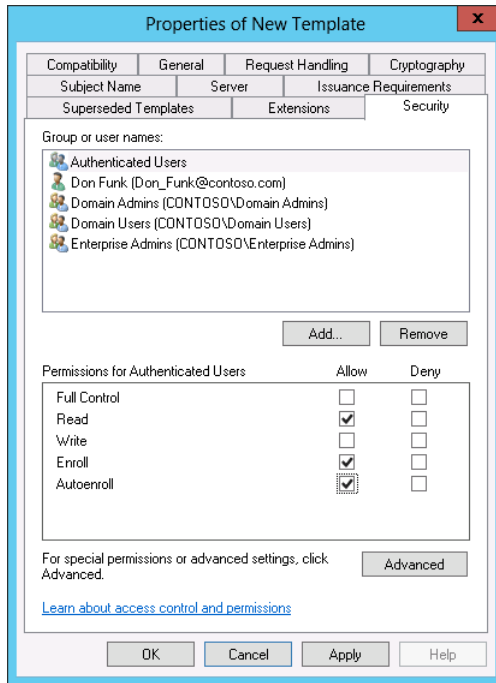 Properties of New Template
x
Compatibility General Request Handling Cryptography
Subject Name Server Issuance Requirements
Superseded Templates Extensions Security
Group or user names:
Authenticated Users
Don Funk (Don_Funk@contoso.com)
Domain Admins (CONTOSO\Domain Admins)
Domain Users (CONTOSO\Domain Users)
Enterprise Admins (CONTOSO\Enterprise Admins)
Add... Remove
Permissions for Authenticated Users Allow Deny
Full Control
Read
Write
Enroll
Autoenroll
For special permissions or advanced settings, click
Advanced.
Advanced
Learn about access control and permissions
OK Cancel Apply Help